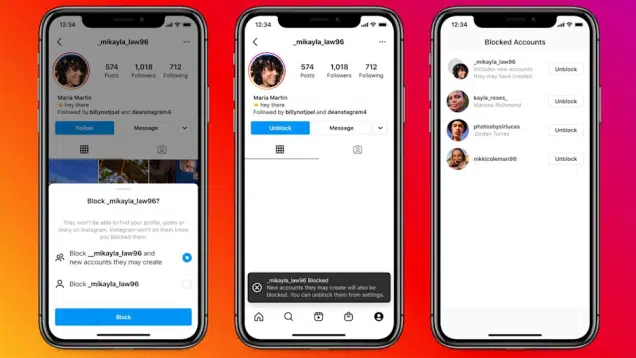 12:34
_mikayla_law96
574
1,018
712
Posts
Followers
Following
Maria Martin
hey there
Followed by billynotjoel and deanstagram4
Follow
Message
Block _mikayla_law96?
They won't be able to find your profile, posts or
story on Instagram. Instagram won't let them know
you Blocked them.
Block __mikayla_law96 and
new accounts they may create
Block _mikayla_law96
Block
12:34
_mikayla_law96
574
1,018
712
Posts
Followers
Following
Maria Martin
hey there
Followed by billynotjoel and deanstagram4
Unblock
Message
_mikayla_law96 Blocked
New accounts they may create will also be
blocked. You can unblock them from settings.
12:34
Blocked Accounts
_mikayla_law96
Includes new accounts
they may have created
Unblock
kayla_roses_
Marissa Richmond
Unblock
photosbysirlucas
Jordan Torres
Unblock
nikkicoleman98
Unblock